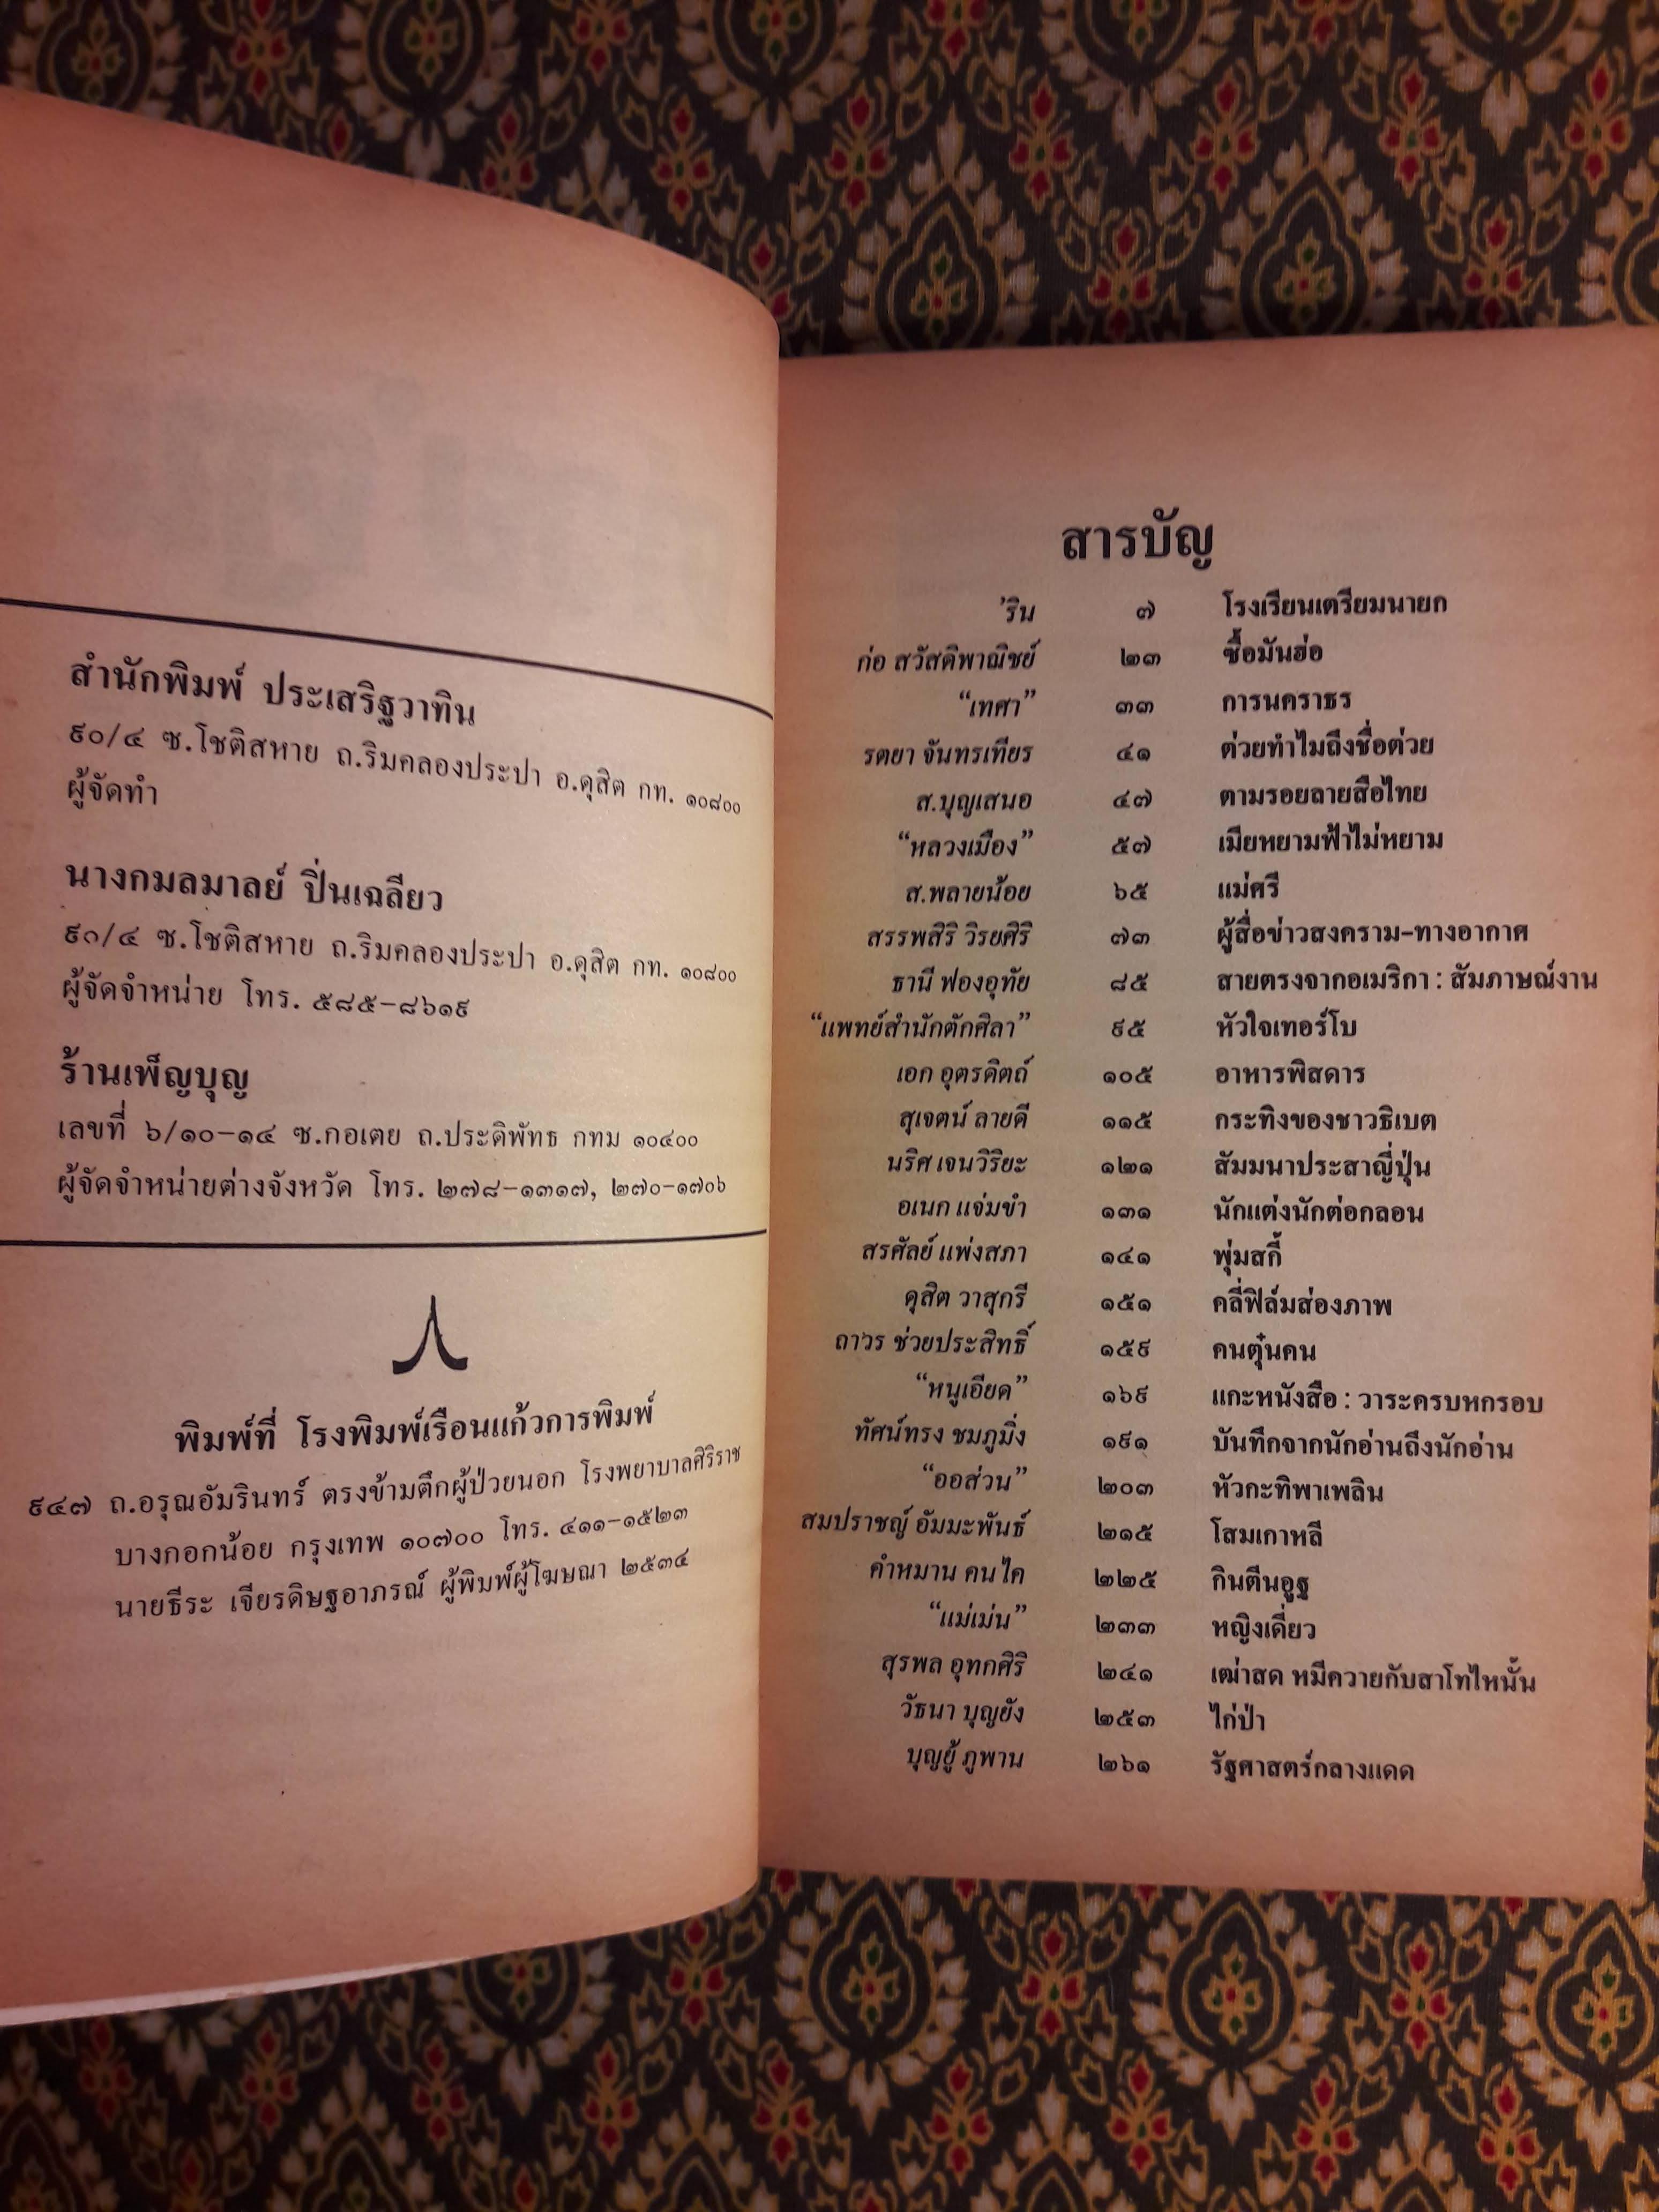 สำนักพิมพ์ ประเสริฐวาทิน
๙๐/๔ ซ.โชติสหาย ถ.ริมคลองประปา อ.ดุสิต กท. ๑๐๘๐๐
ผู้จัดทำ
นางกมลมาลย์ ปิ่นเฉลียว
๙๐/๔ ซ.โชติสหาย ถ.ริมคลองประปา อ.ดุสิต กท. ๑๐๘๐๐
ผู้จัดจำหน่าย โทร. ๕๘๕-๘๖๑๙
ร้านเพ็ญบุญ
เลขที่ ๖/๑๐-๑๔ ซ.กอเตย ถ.ประดิพัทธ กทม ๑๐๔๐๐
ผู้จัดจำหน่ายต่างจังหวัด โทร. ๒๗๘-๑๓๑๗, ๒๗๐-๑๗๐๖
พิมพ์ที่ โรงพิมพ์เรือนแก้วการพิมพ์
๙๔๗ ถ.อรุณอัมรินทร์ ตรงข้ามตึกผู้ป่วยนอก โรงพยาบาลศิริราช
บางกอกน้อย กรุงเทพ ๑๐๗๐๐ โทร. ๔๑๑-๑๕๒๓
นายธีระ เจียรดิษฐอาภรณ์ ผู้พิมพ์ผู้โฆษณา ๒๕๓๔
สารบัญ
'ริน ๗ โรงเรียนเตรียมนายก
ก่อ สวัสดิพาณิชย์ ๒๓ ซื้อมันฮ่อ
“เทศา” ๓๓ การนคราธร
รตยา จันทรเทียร ๔๑ ต่วยทำไมถึงชื่อต่วย
ส.บุญเสนอ ๔๗ ตามรอยลายสือไทย
“หลวงเมือง” ๕๗ เมียหยามฟ้าไม่หยาม
ส.พลายน้อย ๖๕ แม่ศรี
สรรพสิริ วิรยศิริ ๗๓ ผู้สื่อข่าวสงคราม-ทางอากาศ
ธานี ฟองอุทัย ๘๕ สายตรงจากอเมริกา : สัมภาษณ์งาน
“แพทย์สำนักตักศิลา” ๙๕ หัวใจเทอร์โบ
เอก อุตรดิตถ์ ๑๐๕ อาหารพิสดาร
สุเจตน์ ลายดี ๑๑๕ กระทิงของชาวธิเบต
นริศ เจนวิริยะ ๑๒๑ สัมมนาประสาญี่ปุ่น
อเนก แจ่มขำ ๑๓๑ นักแต่งนักต่อกลอน
สรศัลย์ แพ่งสภา ๑๔๑ พุ่มสกี้
ดุสิต วาสุกรี ๑๕๑ คลี่ฟิล์มส่องภาพ
ถาวร ช่วยประสิทธิ์ ๑๕๙ คนตุ๋นคน
“หนูเอียด” ๑๖๙ แกะหนังสือ : วาระครบหกรอบ
ทัศน์ทรง ชมภูมิ่ง ๑๙๑ บันทึกจากนักอ่านถึงนักอ่าน
“ออส่วน” ๒๐๓ หัวกะทิพาเพลิน
สมปราชญ์ อัมมะพันธ์ ๒๑๕ โสมเกาหลี
คำหมาน คนไค ๒๒๕ กินตีนอูฐ
“แม่เม่น” ๒๓๓ หญิงเดี่ยว
สุรพล อุทกศิริ ๒๔๑ เฒ่าสด หมีควายกับสาโทไหนั้น
วัธนา บุญยัง ๒๕๓ ไก่ป่า
บุญยู้ ภูพาน ๒๖๑ รัฐศาสตร์กลางแดด